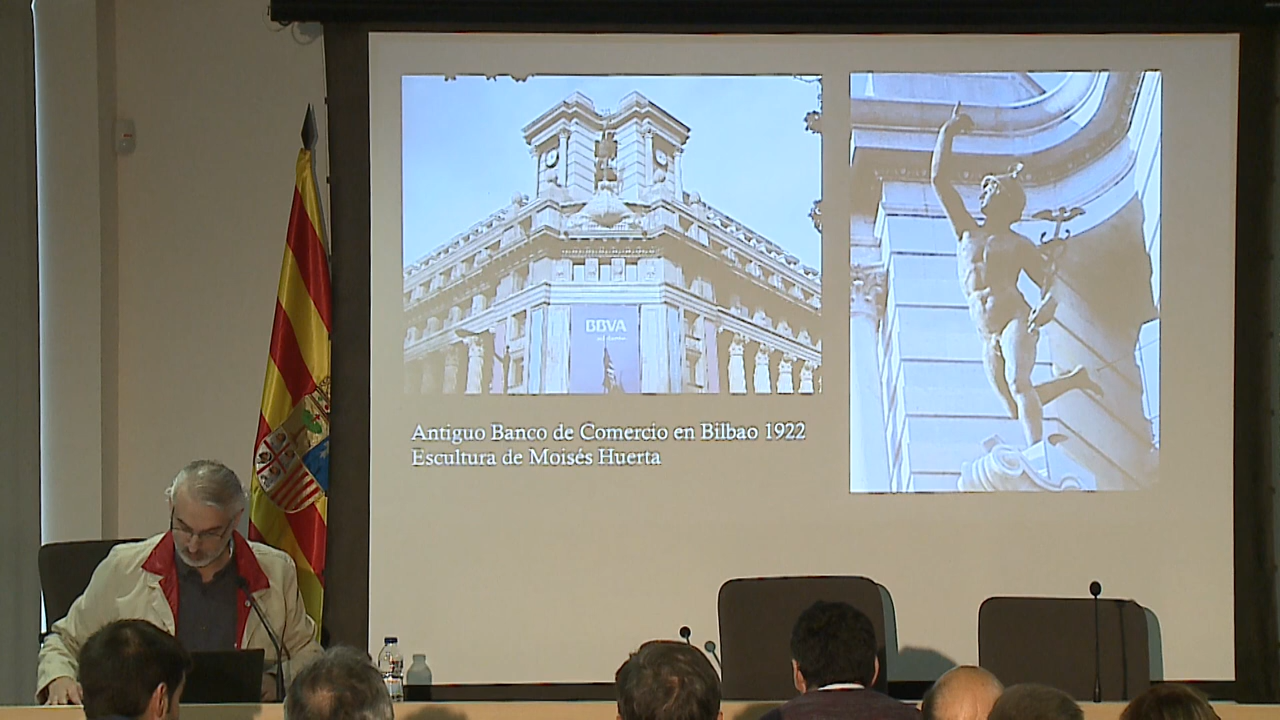 BBVA
Antiguo Banco de Comercio en Bilbao 1922
Escultura de Moisés Huerta